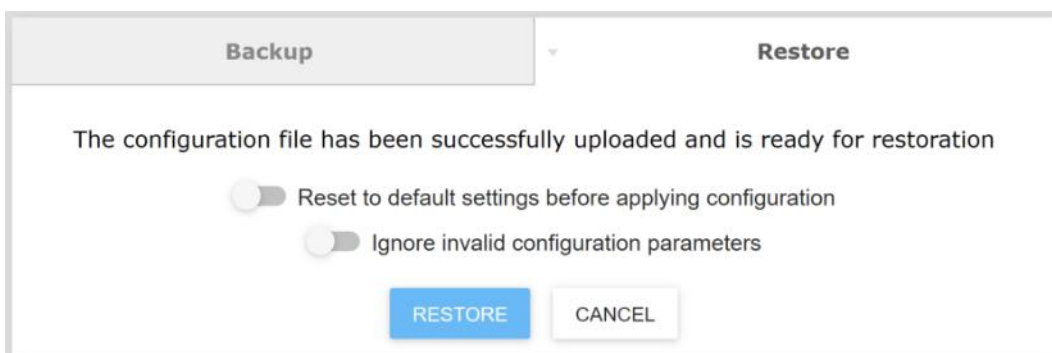 Backup
Restore
The configuration file has been successfully uploaded and is ready for restoration
Reset to default settings before applying configuration
Ignore invalid configuration parameters
RESTORE
CANCEL